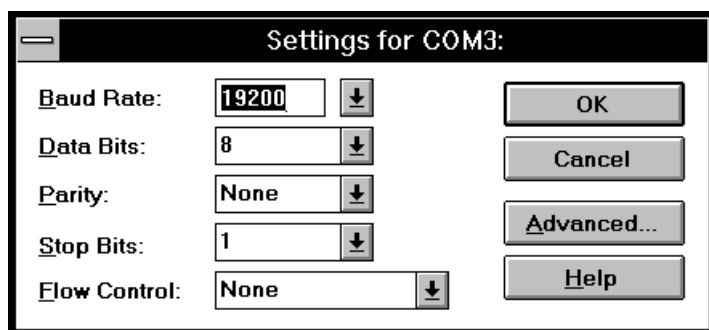 Settings for COM3:
Baud Rate: 19200
Data Bits: 8
Parity: None
Stop Bits: 1
Flow Control: None
OK
Cancel
Advanced...
Help